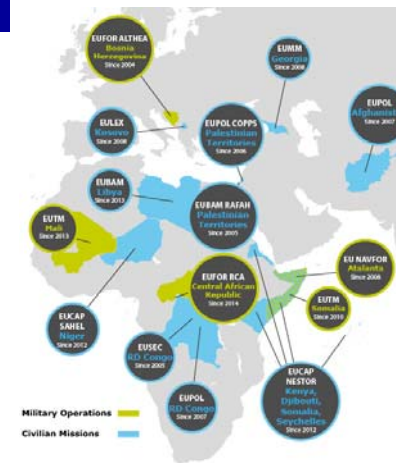 EUFOR ALTHEA
Bosnia
Herzegovina
Since 2004
EUMM
Georgia
Since 2008
EULEX
Kosovo
Since 2008
EUPOL COPPS
Palestinian
Territories
Since 2006
EUPOL
Afghanistan
Since 2007
EUBAM
Libya
Since 2013
EUBAM RAFAH
Palestinian
Territories
Since 2005
EUTM
Mali
Since 2013
EUFOR RCA
Central African
Republic
Since 2014
EU NAVFOR
Atalanta
Since 2008
EUTM
Somalia
Since 2010
EUCAP
SAHEL
Niger
Since 2012
EUSEC
RD Congo
Since 2005
EUPOL
RD Congo
Since 2007
EUCAP
NESTOR
Kenya,
Djibouti,
Somalia,
Seychelles
Since 2012
Military Operations
Civilian Missions